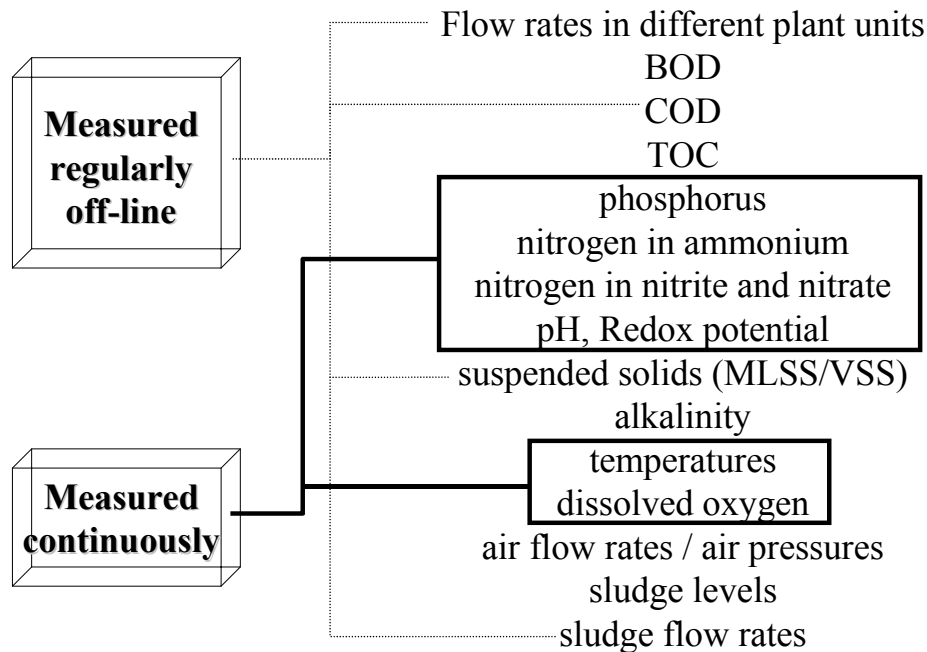 Flow rates in different plant units
BOD
Measured
regularly
off-line
COD
TOC
phosphorus
nitrogen in ammonium
nitrogen in nitrite and nitrate
pH, Redox potential
suspended solids (MLSS/VSS)
alkalinity
Measured
continuously
temperatures
dissolved oxygen
air flow rates / air pressures
sludge levels
sludge flow rates